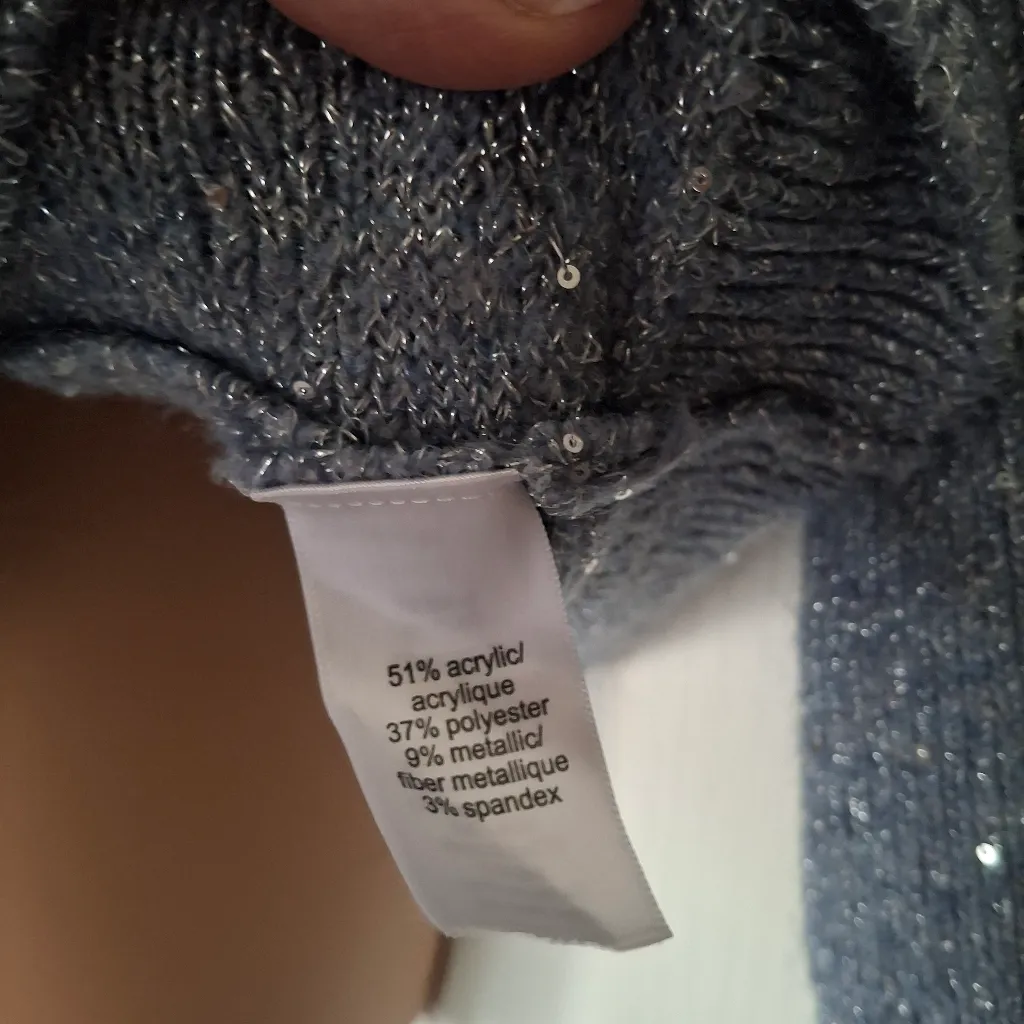 51% acrylic/
acrylique
37% polyester
9% metallic/
fiber metallique
3% spandex